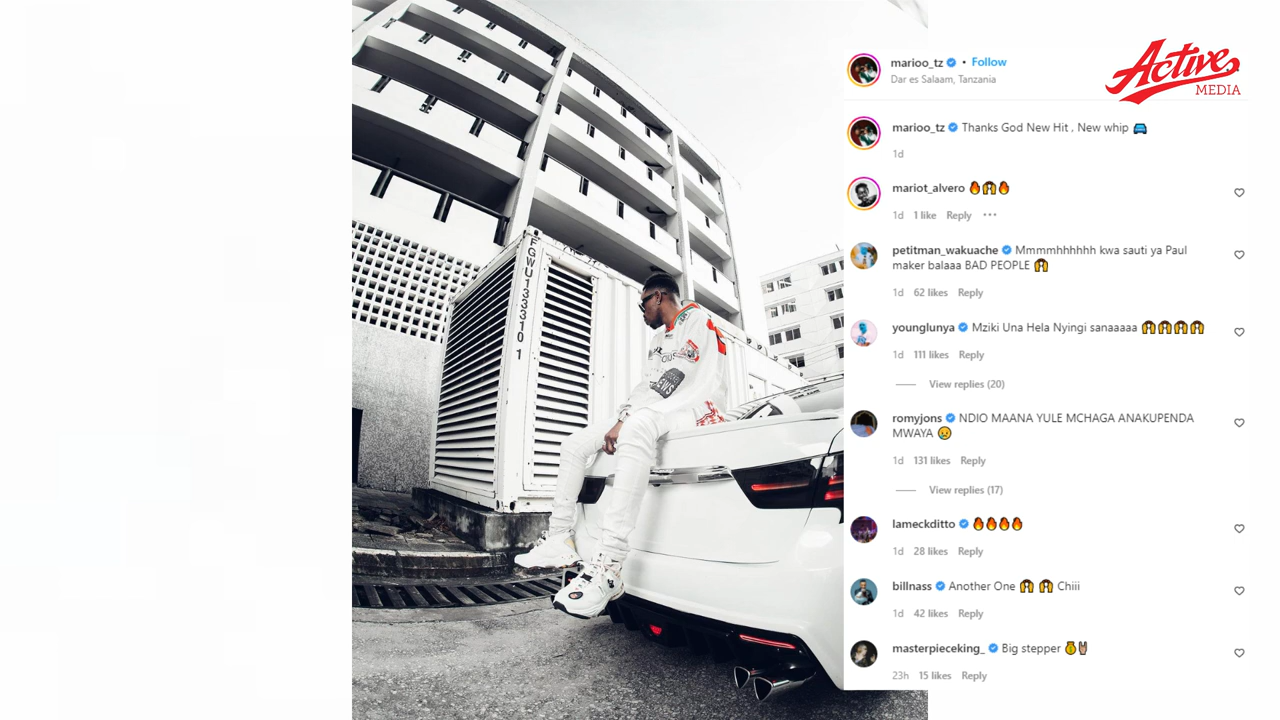 Active
MEDIA
marioo_tz • Follow
Dar es Salaam, Tanzania
marioo_tz Thanks God New Hit , New whip 🚘
1d
mariot_alvero 🔥🙌🔥
1d 1 like Reply •••
petitman_wakuache Mmmmhhhhhh kwa sauti ya Paul
maker balaaa BAD PEOPLE 🙌
1d 62 likes Reply
younglunya Mziki Una Hela Nyingi sanaaaaa 🙌🙌🙌🙌
1d 111 likes Reply
View replies (20)
romyjons NDIO MAANA YULE MCHAGA ANAKUPENDA
MWAYA 😢
1d 131 likes Reply
View replies (17)
lameckditto 🔥🔥🔥🔥
1d 28 likes Reply
billnass Another One 🙌 🙌 Chiii
1d 42 likes Reply
masterpieceking_ Big stepper 💰🤘
23h 15 likes Reply
FGWU133310 1
EWS